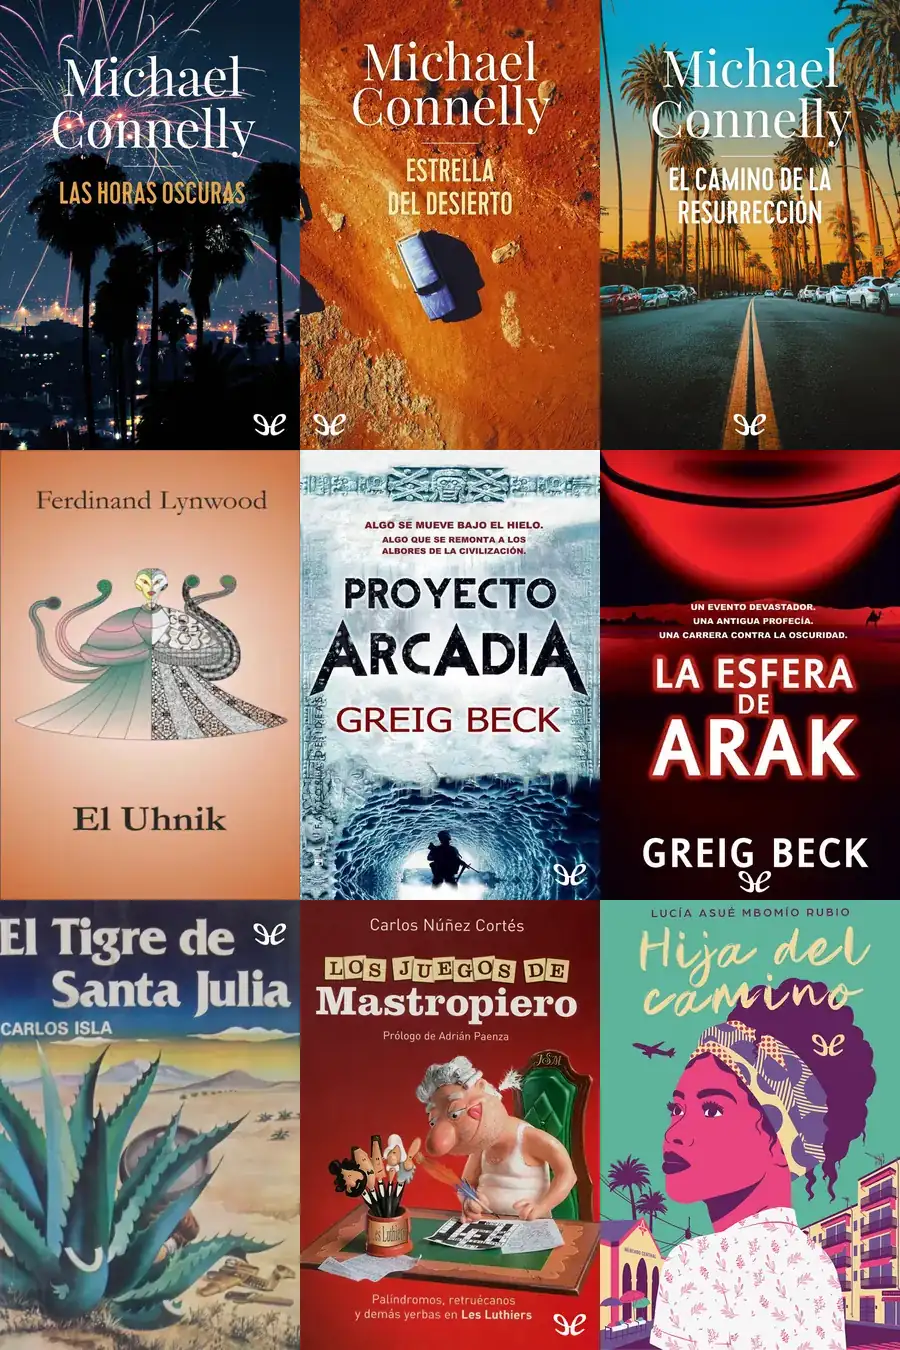 Michael
Connelly
LAS HORAS OSCURAS
Michael
Connelly
ESTRELLA
DEL DESIERTO
Michael
Connelly
EL CAMINO DE LA
RESURRECCIÓN
Ferdinand Lynwood
El Uhnik
ALGO SE MUEVE BAJO EL HIELO.
ALGO QUE SE REMONTA A LOS
ALBORES DE LA CIVILIZACIÓN.
PROYECTO
ARCADIA
GREIG BECK
UN EVENTO DEVASTADOR.
UNA ANTIGUA PROFECÍA.
UNA CARRERA CONTRA LA OSCURIDAD.
LA ESFERA
DE
ARAK
GREIG BECK
El Tigre de
Santa Julia
CARLOS ISLA
Carlos Núñez Cortés
LOS JUEGOS DE
Mastropiero
Prólogo de Adrián Paenza
JSM
Les Luthiers
Palíndromos, retruécanos
y demás yerbas en Les Luthiers
LUCÍA ASUÉ MBOMÍO RUBIO
Hija del
camino